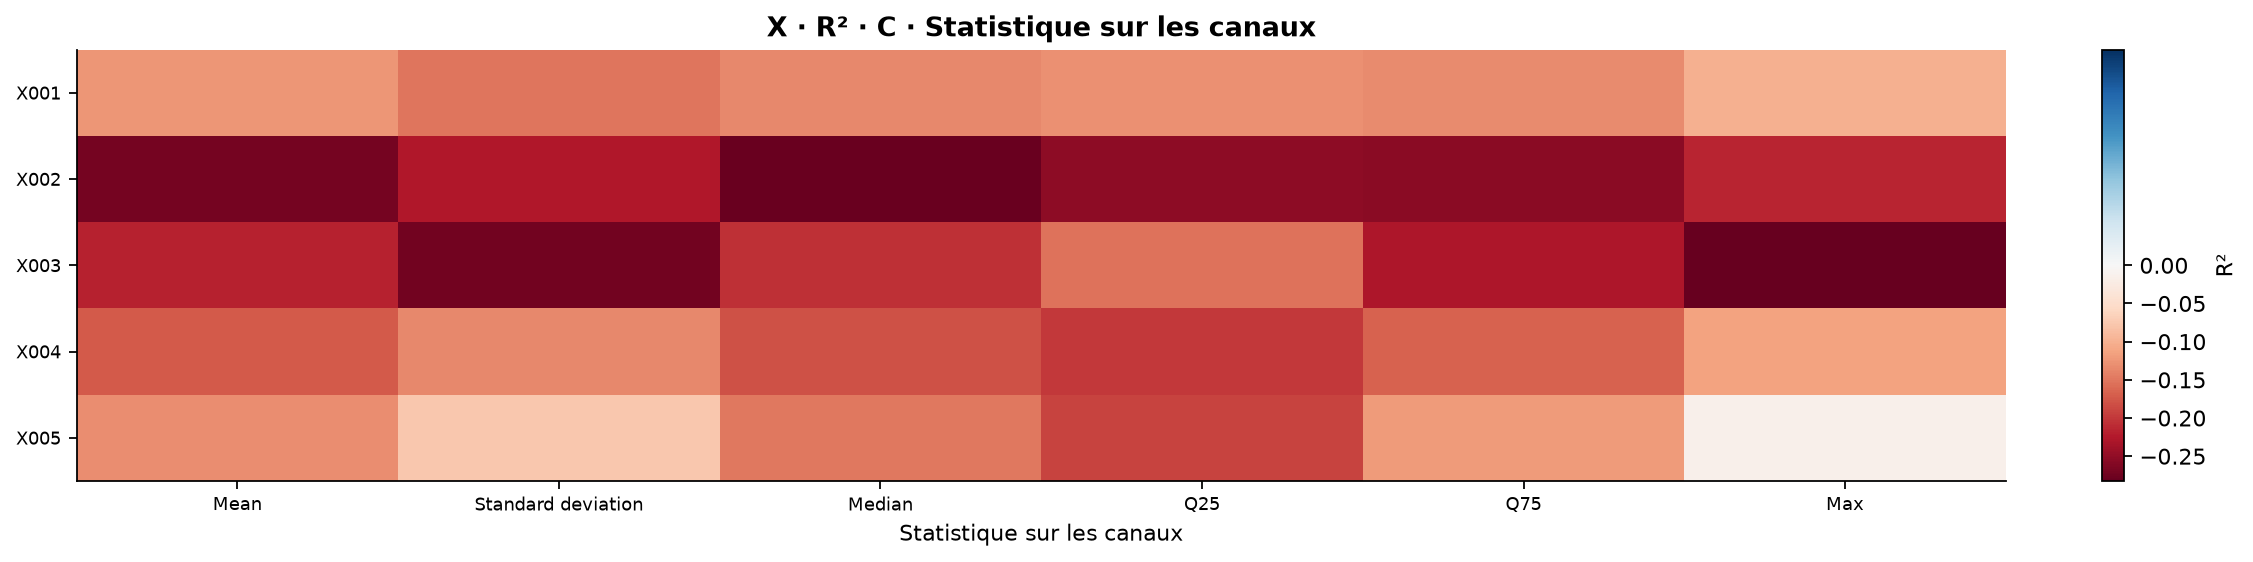 X · R² · C · Statistique sur les canaux
X001
X002
X003
X004
X005
Mean
Standard deviation
Median
Q25
Q75
Max
Statistique sur les canaux
0.00
−0.05
−0.10
−0.15
−0.20
−0.25
R²